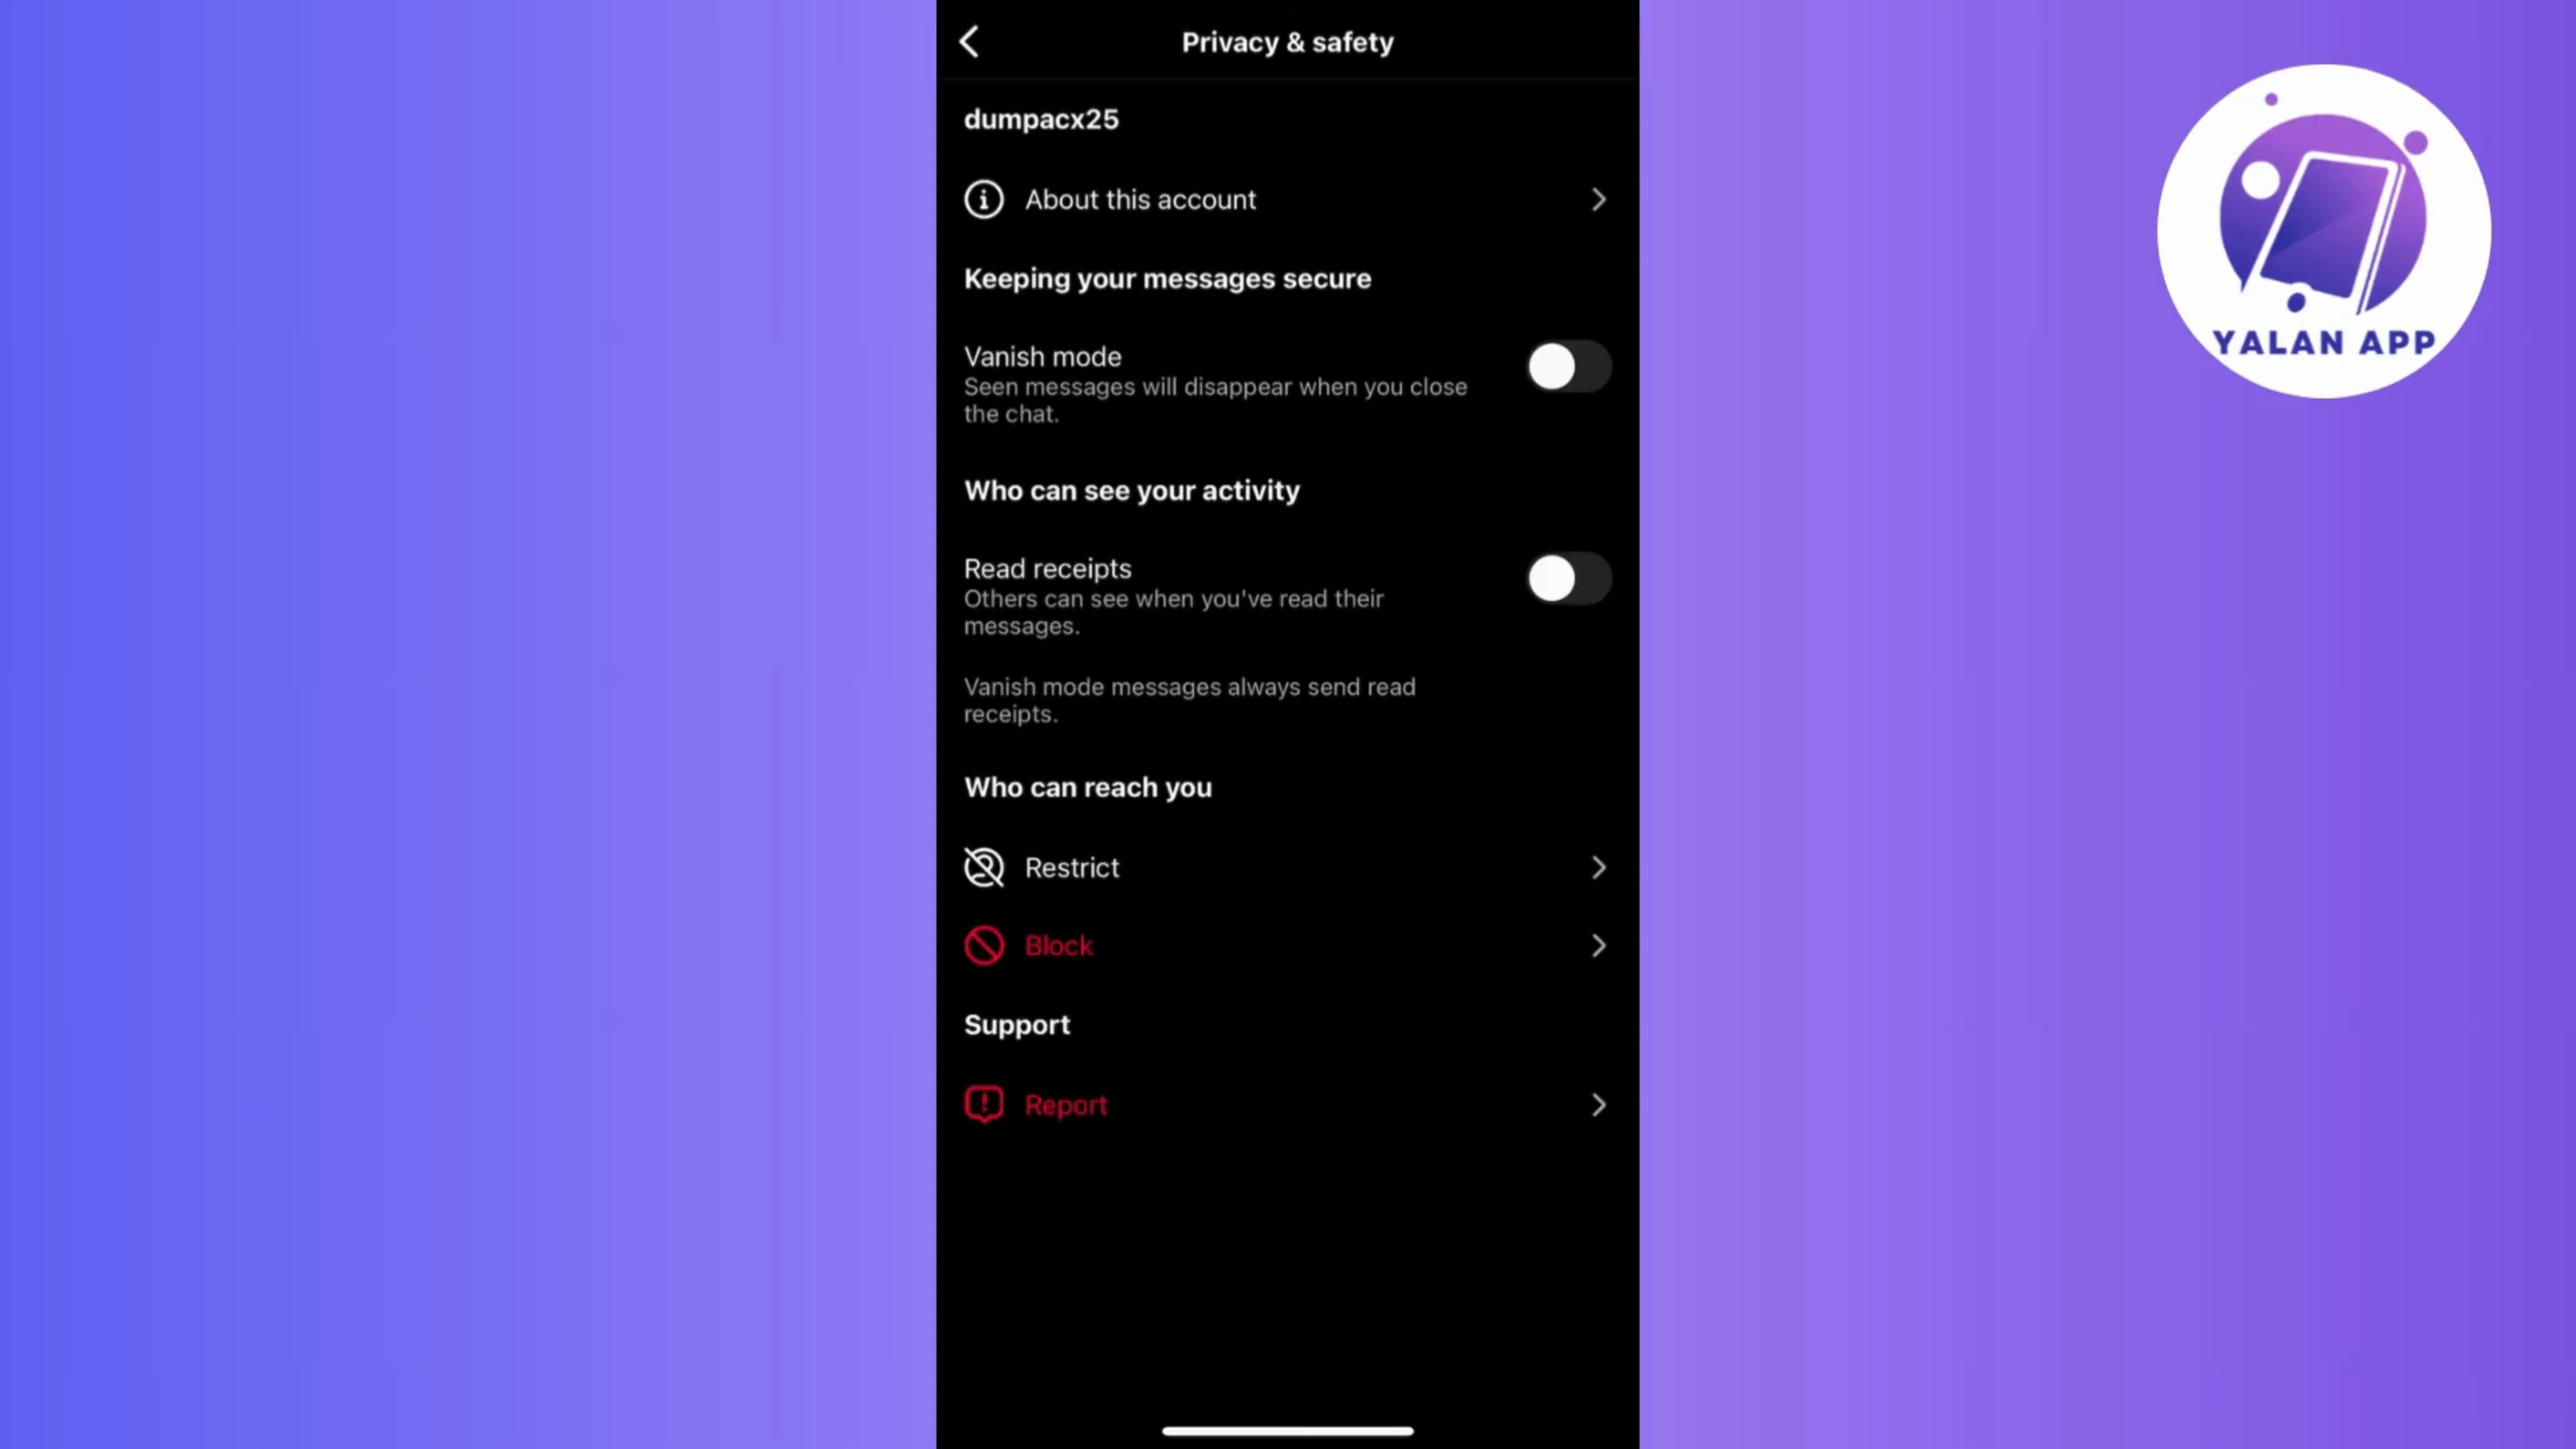 Privacy & safety
dumpacx25
About this account
Keeping your messages secure
Vanish mode
Seen messages will disappear when you close
the chat.
Who can see your activity
Read receipts
Others can see when you've read their
messages.
Vanish mode messages always send read
receipts.
Who can reach you
Restrict
Block
Support
Report
YALAN APP